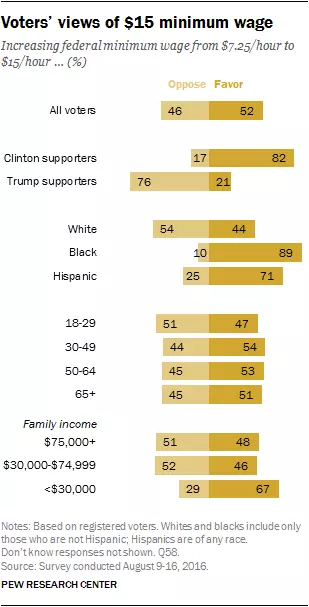 Voters' views of $15 minimum wage
Increasing federal minimum wage from $7.25/hour to
$15/hour ... (%)
Oppose Favor
All voters 46 52
Clinton supporters 17 82
Trump supporters 76 21
White 54 44
Black 10 89
Hispanic 25 71
18-29 51 47
30-49 44 54
50-64 45 53
65+ 45 51
Family income
$75,000+ 51 48
$30,000-$74,999 52 46
<$30,000 29 67
Notes: Based on registered voters. Whites and blacks include only
those who are not Hispanic; Hispanics are of any race.
Don't know responses not shown. Q58.
Source: Survey conducted August 9-16, 2016.
PEW RESEARCH CENTER